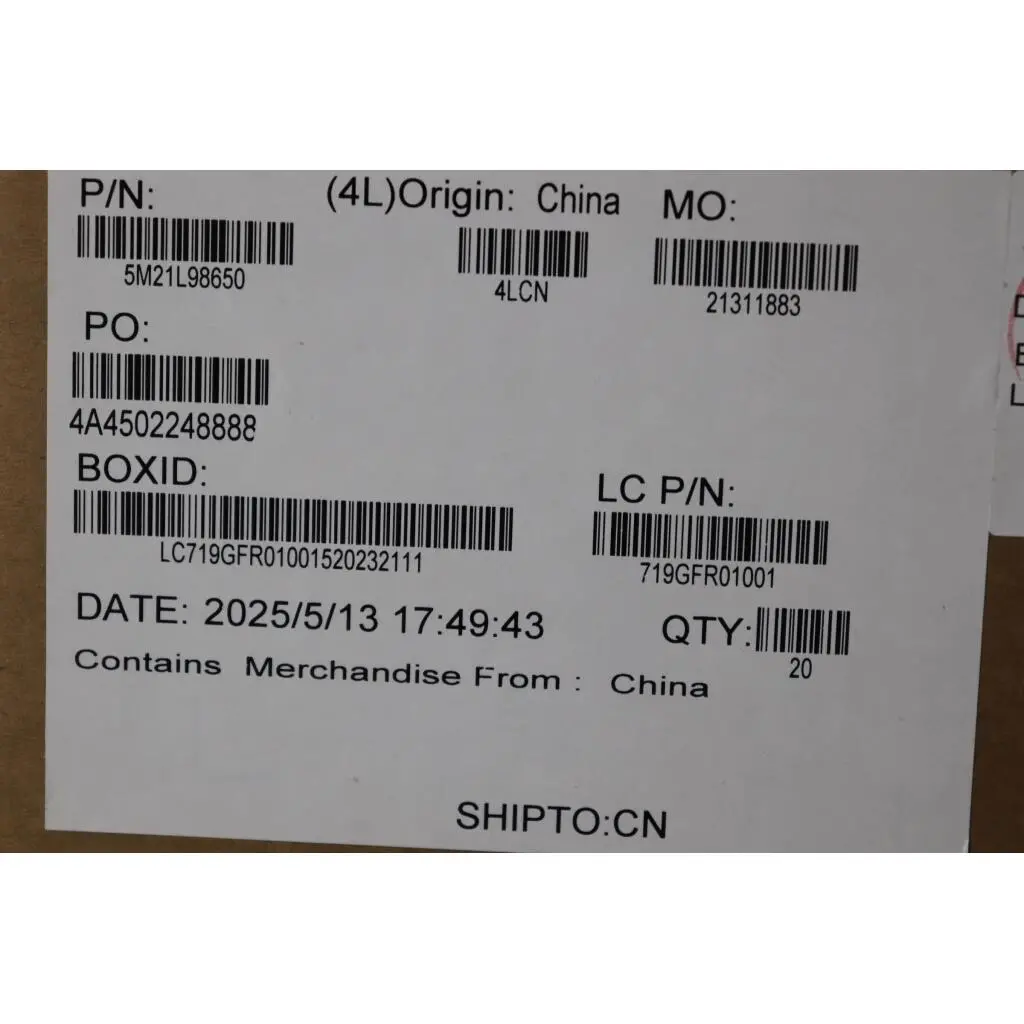 P/N: (4L)Origin: China MO:
5M21L98650 4LCN 21311883
PO:
4A4502248888
BOXID: LC P/N:
LC719GFR01001520232111 719GFR01001
DATE: 2025/5/13 17:49:43 QTY:
20
Contains Merchandise From : China
SHIPTO:CN